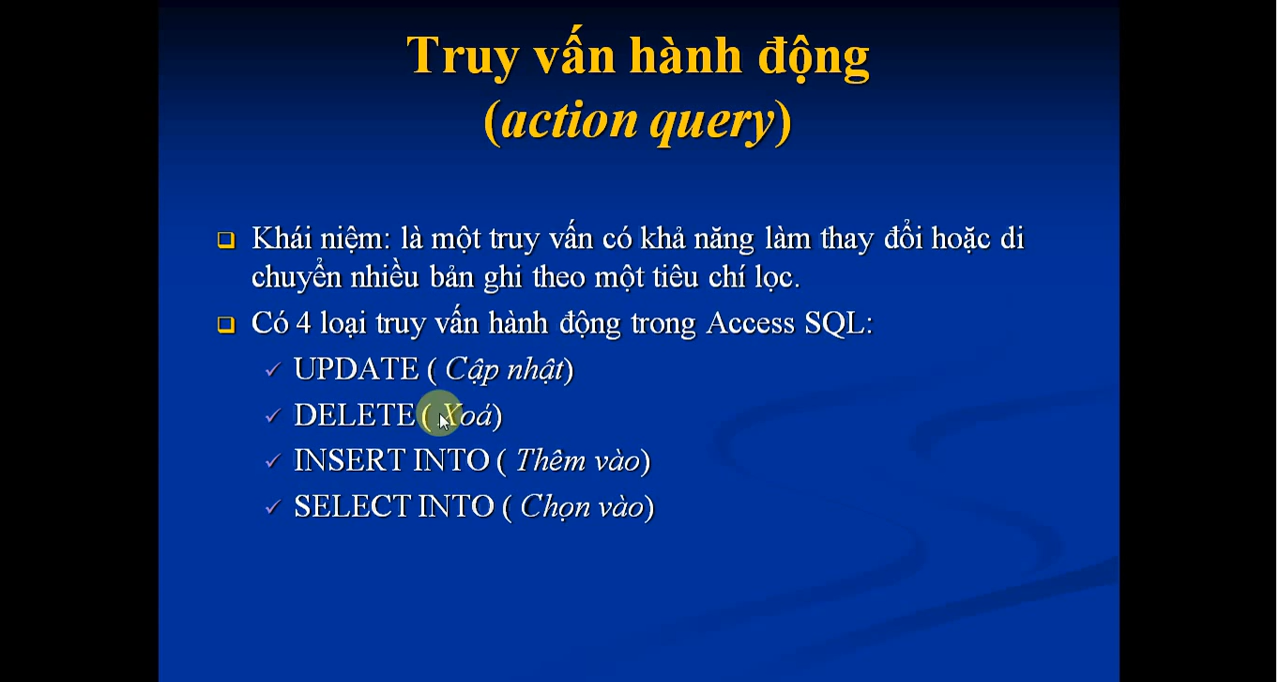 Truy vấn hành động
(action query)
Khái niệm: là một truy vấn có khả năng làm thay đổi hoặc di
chuyển nhiều bản ghi theo một tiêu chí lọc.
Có 4 loại truy vấn hành động trong Access SQL:
UPDATE ( Cập nhật)
DELETE ( Xoá)
INSERT INTO ( Thêm vào)
SELECT INTO ( Chọn vào)